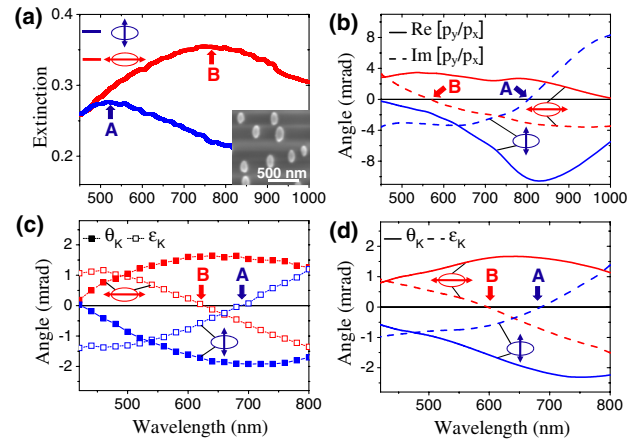 (a)
0.4
0.3
0.2
Extinction
B
A
500 nm
500 600 700 800 900 1000
(b)
Re [p_y/p_x]
Im [p_y/p_x]
8
4
0
-4
-8
Angle (mrad)
B
A
500 600 700 800 900 1000
(c)
θ_K ε_K
2
1
0
-1
-2
Angle (mrad)
B
A
500 600 700 800
Wavelength (nm)
(d)
θ_K ε_K
2
1
0
-1
-2
Angle (mrad)
B
A
500 600 700 800
Wavelength (nm)